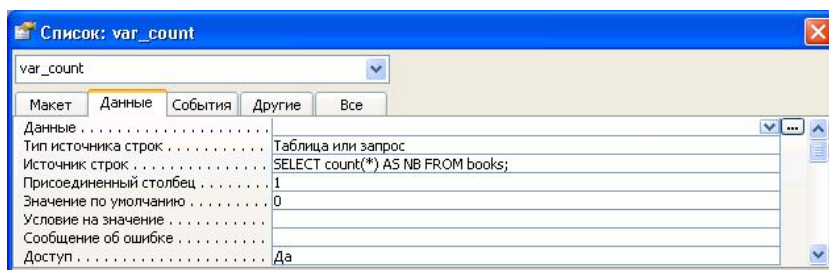 Список: var_count
var_count
Макет Данные События Другие Все
Данные . . . . . . . . . . . . . . . . . . . . . . ...
Тип источника строк . . . . . . . . . . . Таблица или запрос
Источник строк . . . . . . . . . . . . . . . SELECT count(*) AS NB FROM books;
Присоединенный столбец . . . . . . . . 1
Значение по умолчанию . . . . . . . . . 0
Условие на значение . . . . . . . . . . . .
Сообщение об ошибке . . . . . . . . . .
Доступ . . . . . . . . . . . . . . . . . . . . . . Да